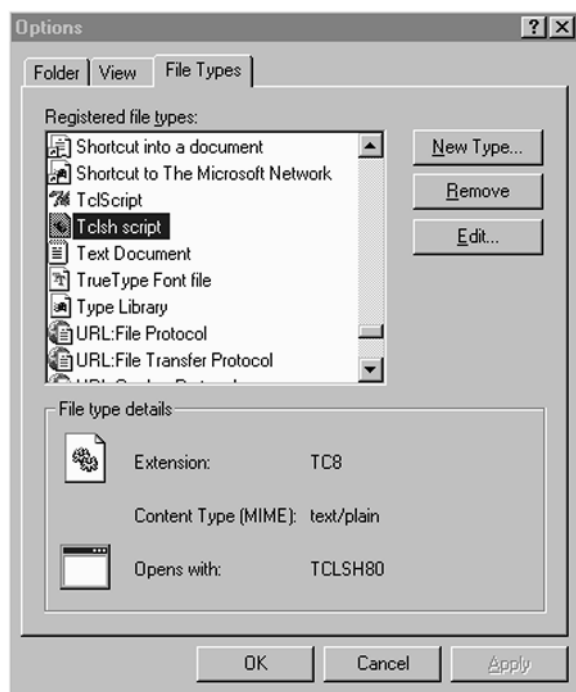 Options
Folder View File Types
Registered file types:
Shortcut into a document
Shortcut to The Microsoft Network
TclScript
Tclsh script
Text Document
TrueType Font file
Type Library
URL:File Protocol
URL:File Transfer Protocol
New Type...
Remove
Edit...
File type details
Extension: TC8
Content Type (MIME): text/plain
Opens with: TCLSH80
OK Cancel Apply